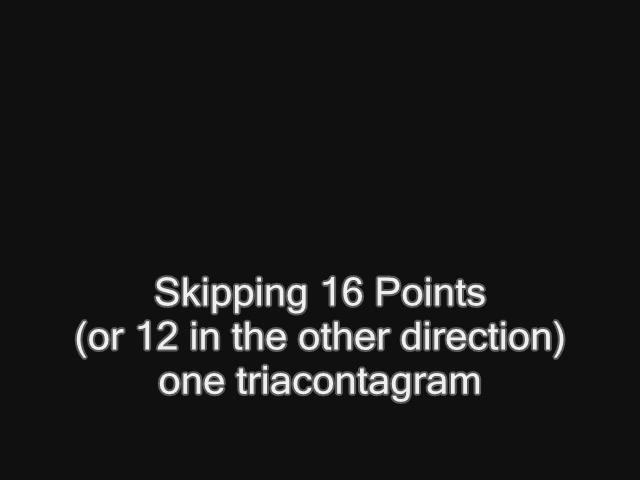 Skipping 16 Points
(or 12 in the other direction)
one triacontagram